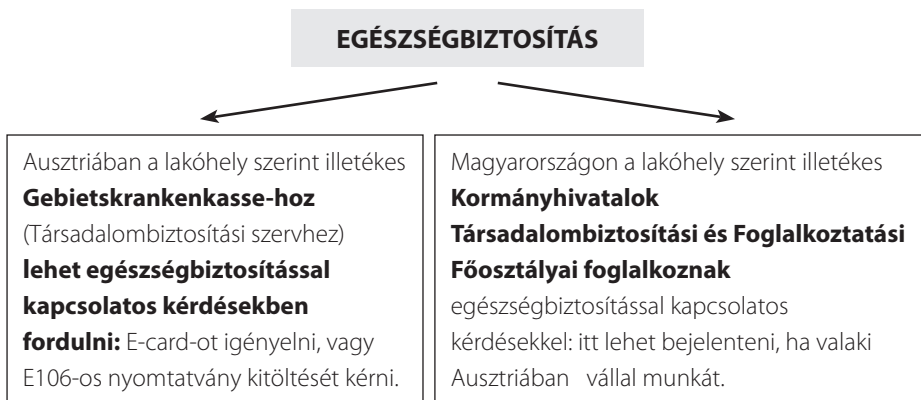 EGÉSZSÉGBIZTOSÍTÁS
Ausztriában a lakóhely szerint illetékes
Gebietskrankenkasse-hoz
(Társadalombiztosítási szervhez)
lehet egészségbiztosítással
kapcsolatos kérdésekben
fordulni: E-card-ot igényelni, vagy
E106-os nyomtatvány kitöltését kérni.
Magyarországon a lakóhely szerint illetékes
Kormányhivatalok
Társadalombiztosítási és Foglalkoztatási
Főosztályai foglalkoznak
egészségbiztosítással kapcsolatos
kérdésekkel: itt lehet bejelenteni, ha valaki
Ausztriában vállal munkát.